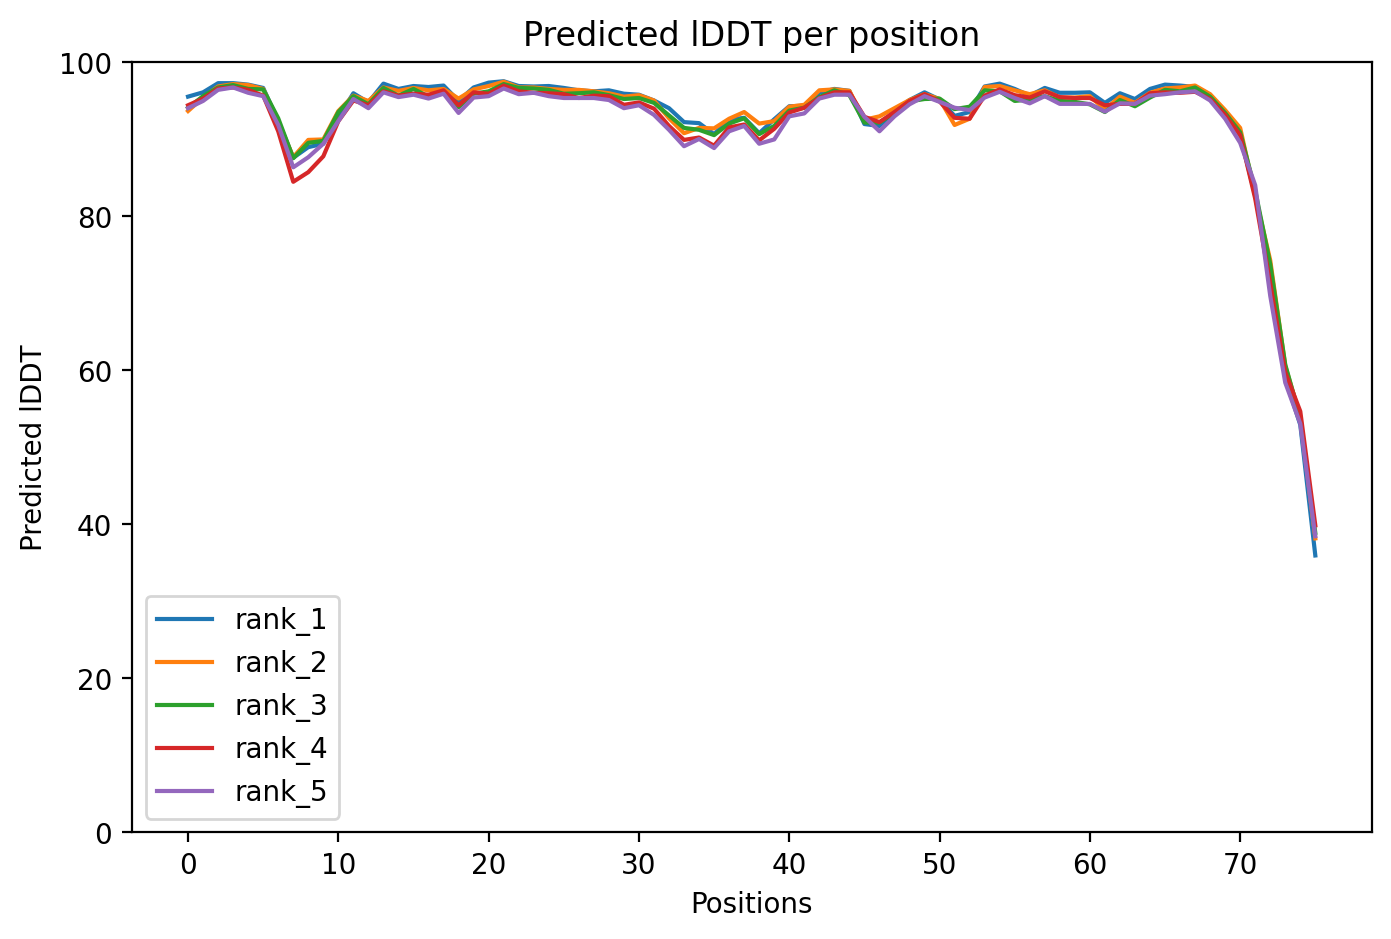 Predicted lDDT per position
100
80
60
40
20
0
Predicted lDDT
rank_1
rank_2
rank_3
rank_4
rank_5
0 10 20 30 40 50 60 70
Positions